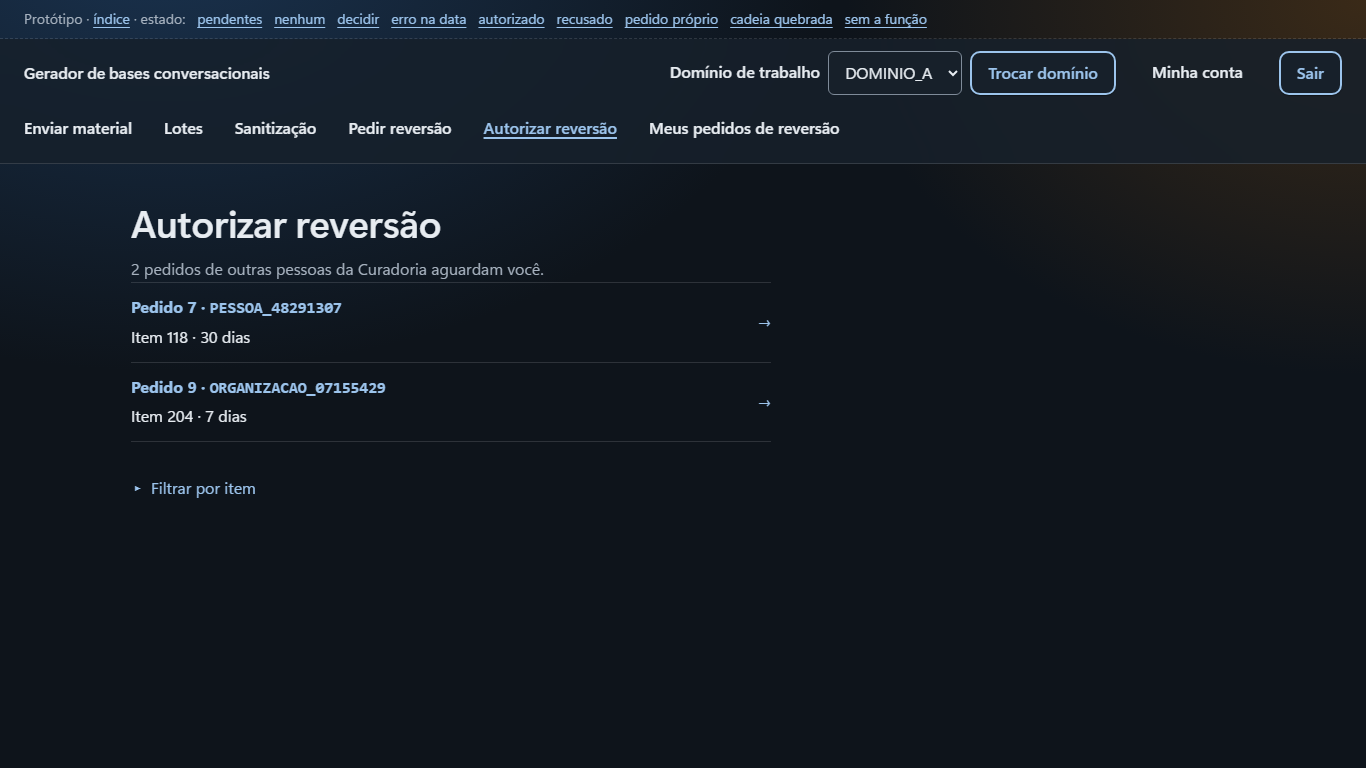 Protótipo · índice · estado: pendentes nenhum decidir erro na data autorizado recusado pedido próprio cadeia quebrada sem a função
Gerador de bases conversacionais
Domínio de trabalho DOMINIO_A Trocar domínio Minha conta Sair
Enviar material Lotes Sanitização Pedir reversão Autorizar reversão Meus pedidos de reversão
Autorizar reversão
2 pedidos de outras pessoas da Curadoria aguardam você.
Pedido 7 · PESSOA_48291307
Item 118 · 30 dias
→
Pedido 9 · ORGANIZACAO_07155429
Item 204 · 7 dias
→
▸ Filtrar por item